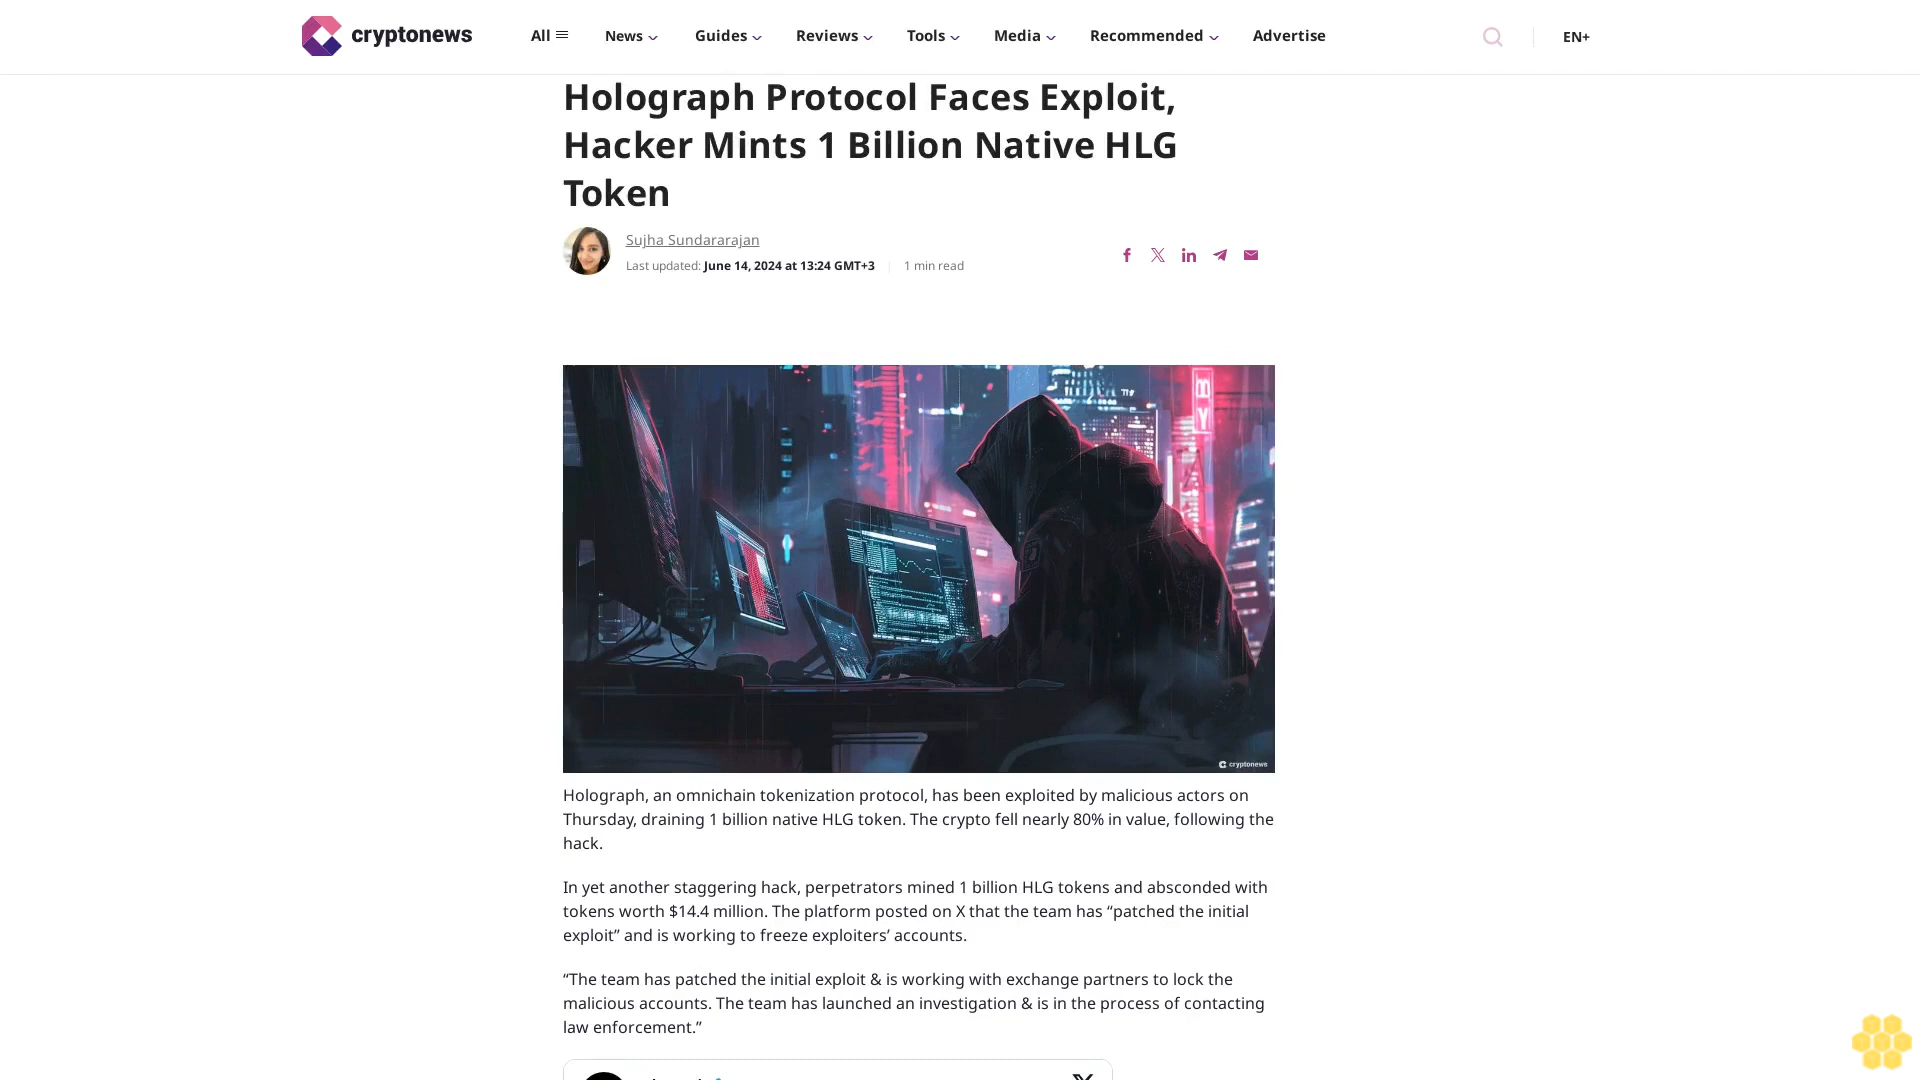 cryptonews
All
News
Guides
Reviews
Tools
Media
Recommended
Advertise
EN+
Holograph Protocol Faces Exploit,
Hacker Mints 1 Billion Native HLG
Token
Sujha Sundararajan
Last updated: June 14, 2024 at 13:24 GMT+3
1 min read
cryptonews
Holograph, an omnichain tokenization protocol, has been exploited by malicious actors on
Thursday, draining 1 billion native HLG token. The crypto fell nearly 80% in value, following the
hack.
In yet another staggering hack, perpetrators mined 1 billion HLG tokens and absconded with
tokens worth $14.4 million. The platform posted on X that the team has “patched the initial
exploit” and is working to freeze exploiters’ accounts.
“The team has patched the initial exploit & is working with exchange partners to lock the
malicious accounts. The team has launched an investigation & is in the process of contacting
law enforcement.”